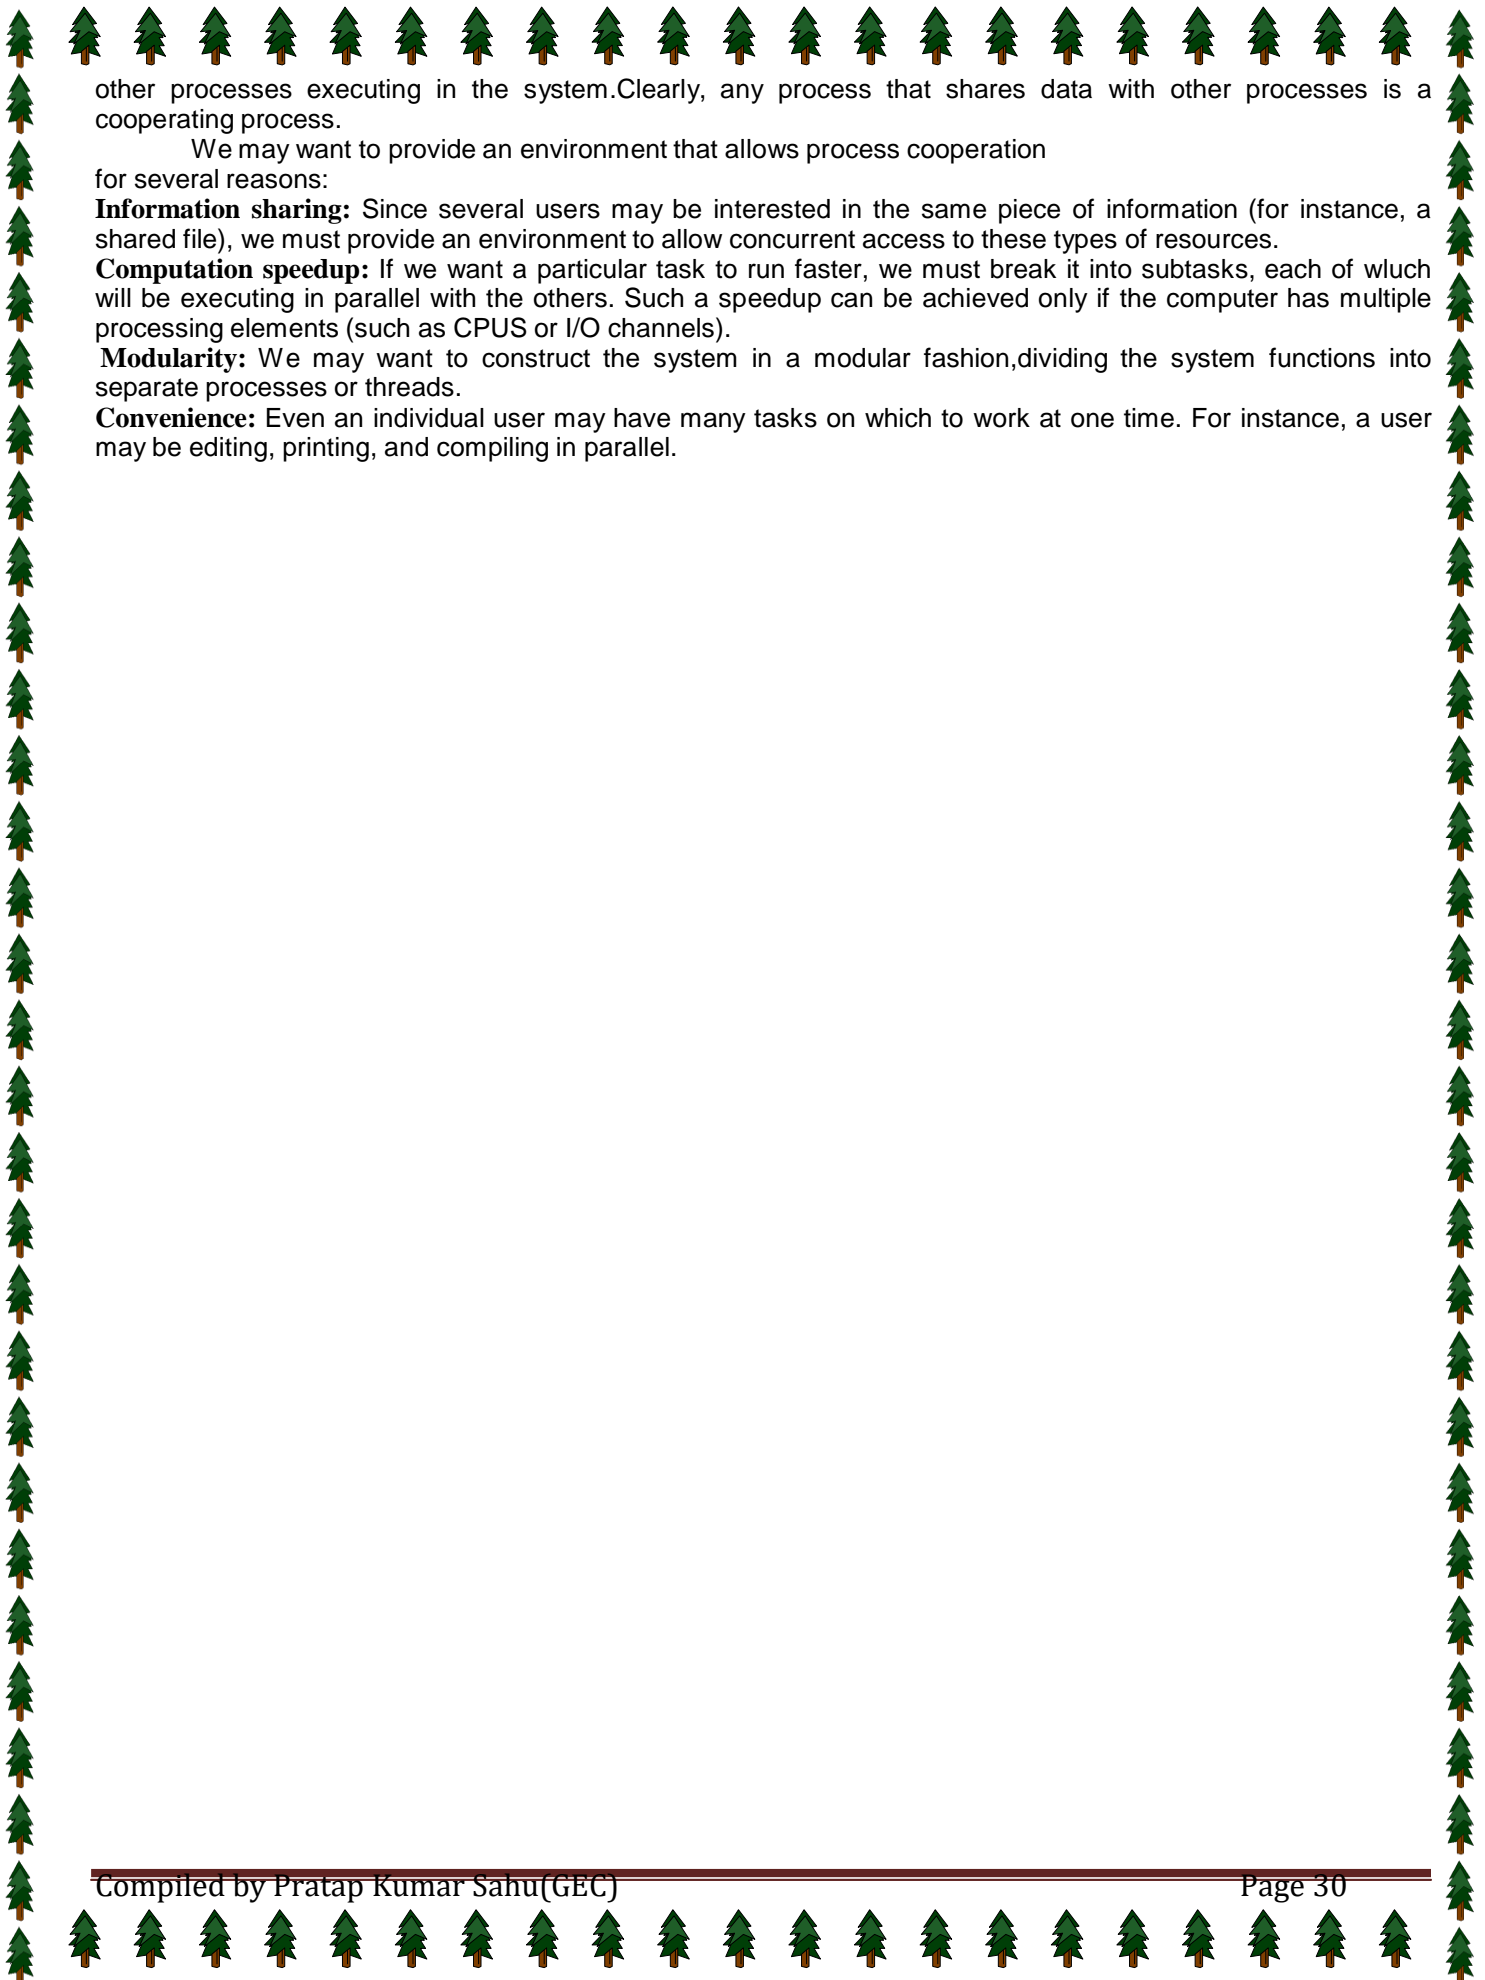 other processes executing in the system.Clearly, any process that shares data with other processes is a
cooperating process.
We may want to provide an environment that allows process cooperation
for several reasons:
Information sharing: Since several users may be interested in the same piece of information (for instance, a
shared file), we must provide an environment to allow concurrent access to these types of resources.
Computation speedup: If we want a particular task to run faster, we must break it into subtasks, each of wluch
will be executing in parallel with the others. Such a speedup can be achieved only if the computer has multiple
processing elements (such as CPUS or I/O channels).
Modularity: We may want to construct the system in a modular fashion,dividing the system functions into
separate processes or threads.
Convenience: Even an individual user may have many tasks on which to work at one time. For instance, a user
may be editing, printing, and compiling in parallel.
Compiled by Pratap Kumar Sahu(GEC) Page 30